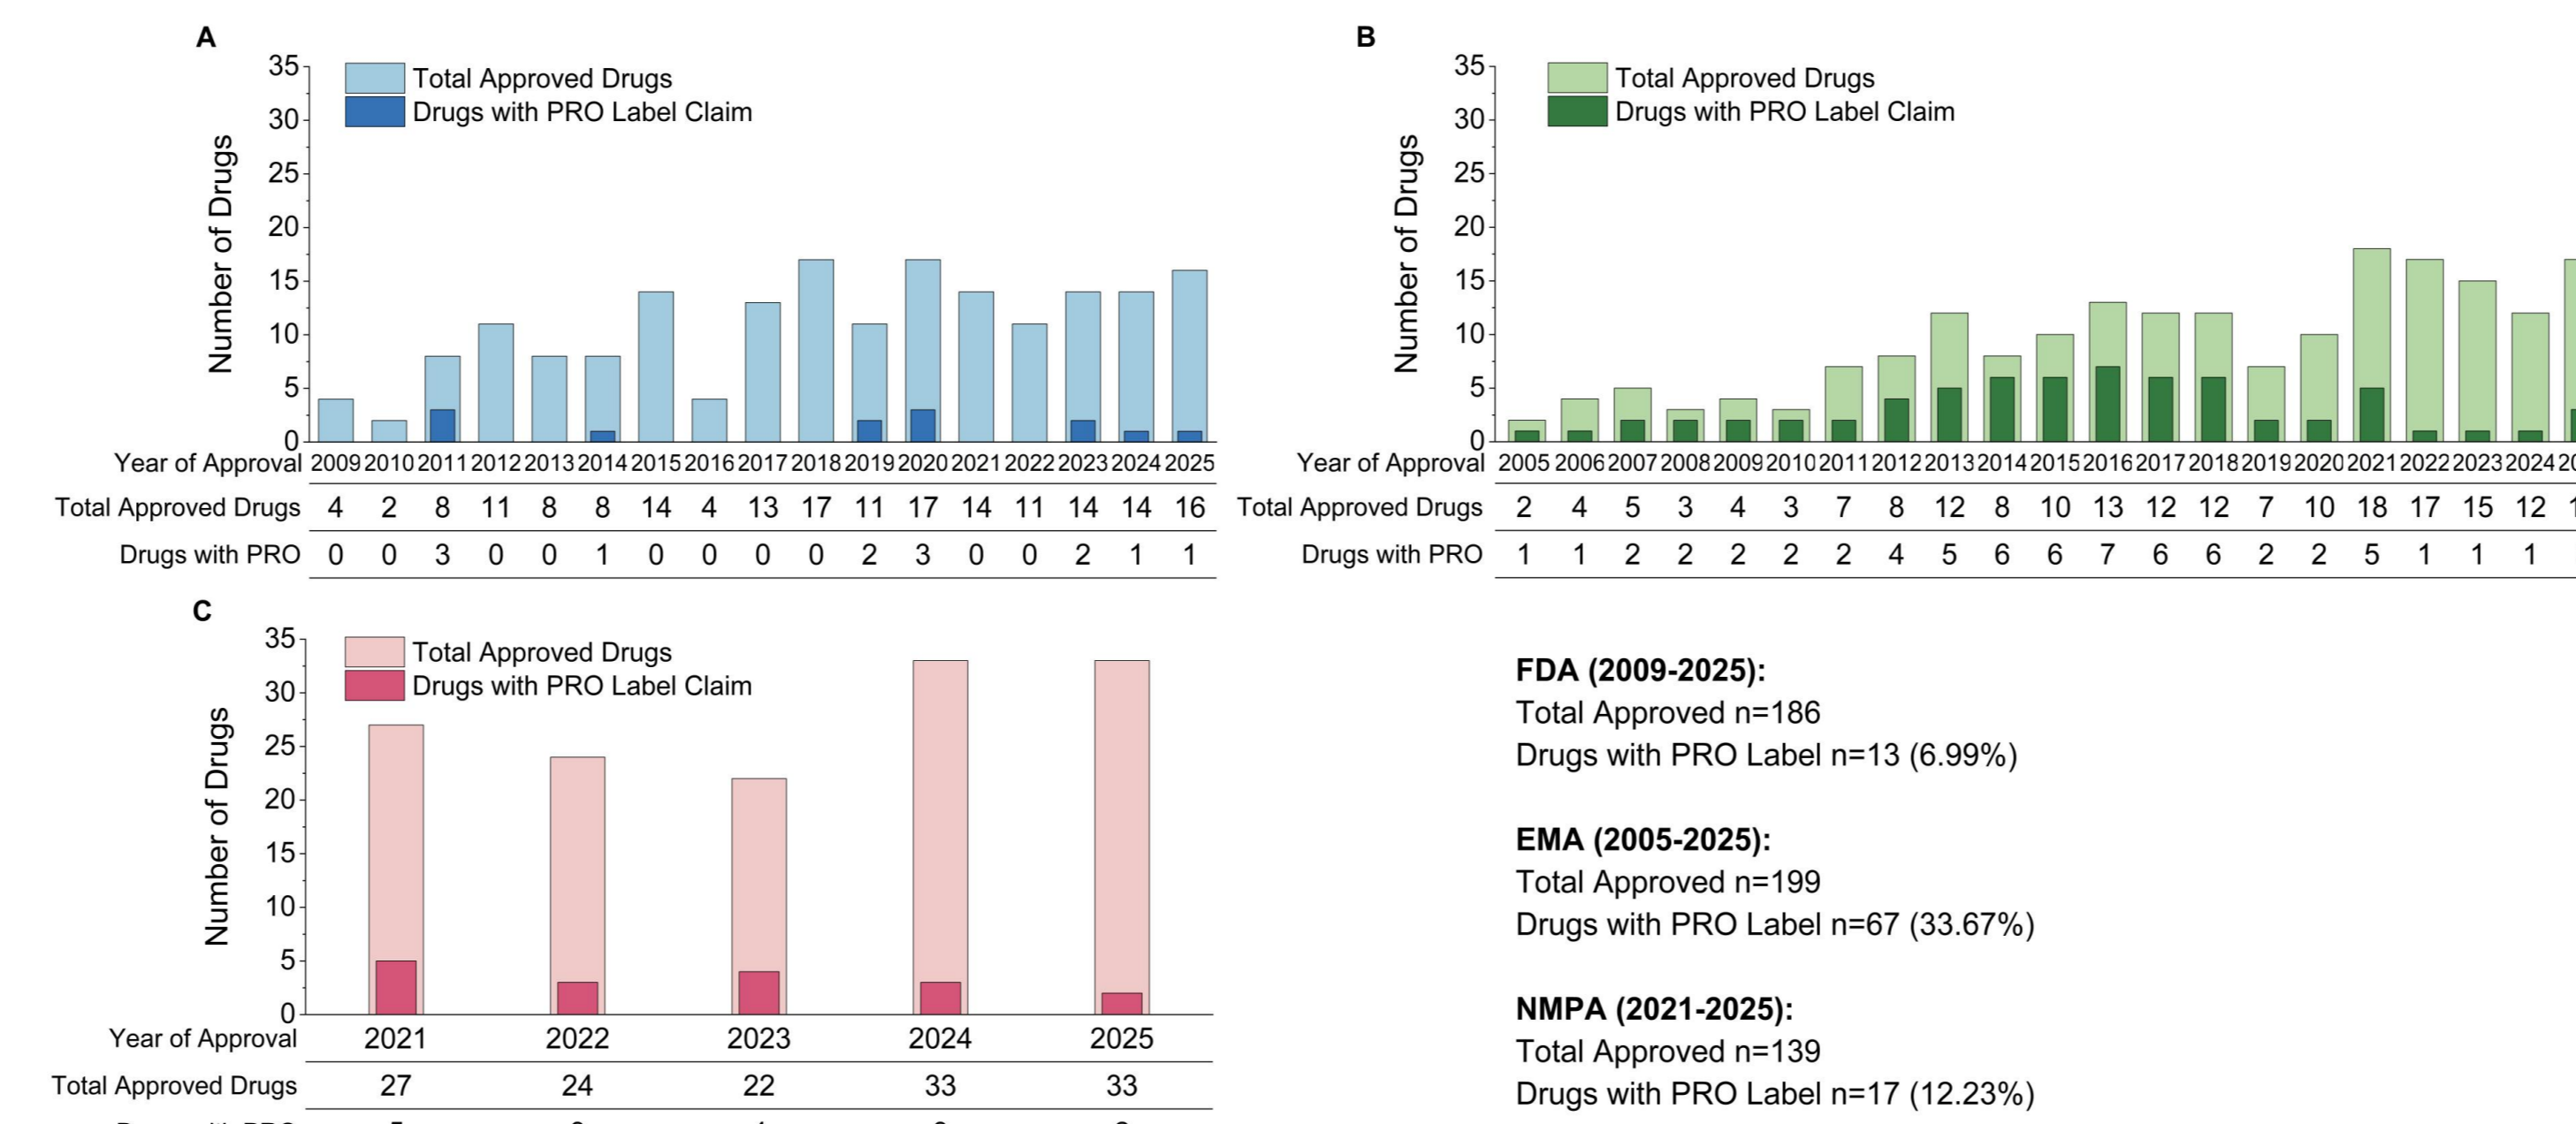 A
35
30
25
20
15
10
5
0
Number of Drugs
Total Approved Drugs
Drugs with PRO Label Claim
Year of Approval 2009 2010 2011 2012 2013 2014 2015 2016 2017 2018 2019 2020 2021 2022 2023 2024 2025
Total Approved Drugs 4 2 8 11 8 8 14 4 13 17 11 17 14 11 14 14 16
Drugs with PRO 0 0 3 0 0 1 0 0 0 0 2 3 0 0 2 1 1
B
35
30
25
20
15
10
5
0
Number of Drugs
Total Approved Drugs
Drugs with PRO Label Claim
Year of Approval 2005 2006 2007 2008 2009 2010 2011 2012 2013 2014 2015 2016 2017 2018 2019 2020 2021 2022 2023 2024
Total Approved Drugs 2 4 5 3 4 3 7 8 12 8 10 13 12 12 7 10 18 17 15 12
Drugs with PRO 1 1 2 2 2 2 2 4 5 6 6 7 6 6 2 2 5 1 1 1
C
35
30
25
20
15
10
5
0
Number of Drugs
Total Approved Drugs
Drugs with PRO Label Claim
Year of Approval 2021 2022 2023 2024 2025
Total Approved Drugs 27 24 22 33 33
FDA (2009-2025):
Total Approved n=186
Drugs with PRO Label n=13 (6.99%)
EMA (2005-2025):
Total Approved n=199
Drugs with PRO Label n=67 (33.67%)
NMPA (2021-2025):
Total Approved n=139
Drugs with PRO Label n=17 (12.23%)